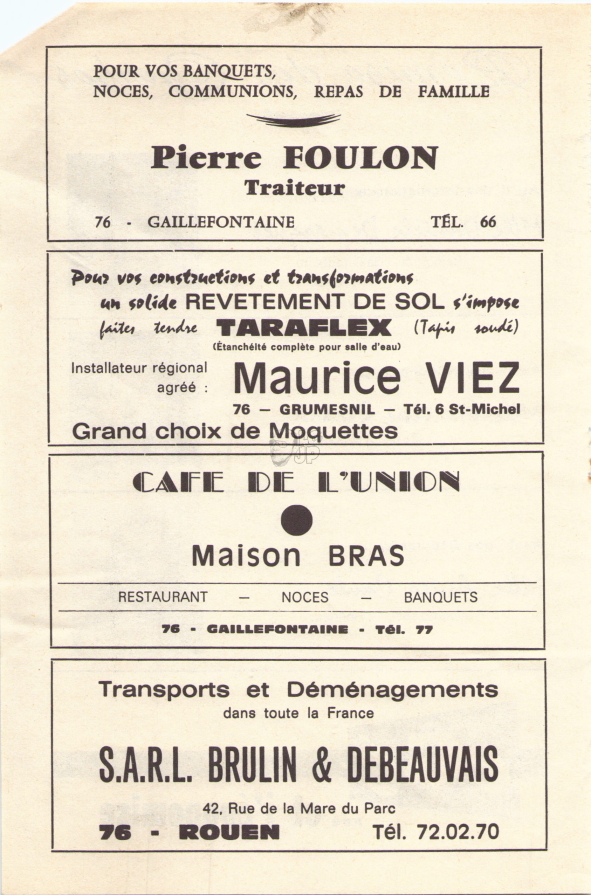 POUR VOS BANQUETS,
NOCES, COMMUNIONS, REPAS DE FAMILLE
Pierre FOULON
Traiteur
76 - GAILLEFONTAINE TÉL. 66
Pour vos constructions et transformations
un solide REVETEMENT DE SOL s'impose
faites tendre TARAFLEX (Tapis soudé)
(Étanchéité complète pour salle d'eau)
Installateur régional
agréé :
Maurice VIEZ
76 — GRUMESNIL — Tél. 6 St-Michel
Grand choix de Moquettes
CAFE DE L'UNION
Maison BRAS
RESTAURANT — NOCES — BANQUETS
76 - GAILLEFONTAINE - Tél. 77
Transports et Déménagements
dans toute la France
S.A.R.L. BRULIN & DEBEAUVAIS
42, Rue de la Mare du Parc
76 - ROUEN Tél. 72.02.70